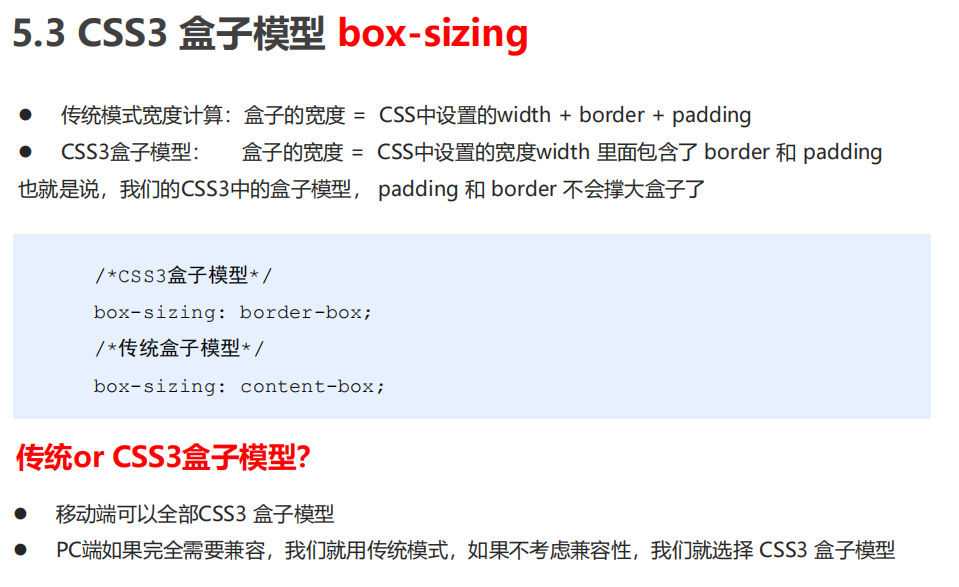 5.3 CSS3 盒子模型 box-sizing
● 传统模式宽度计算：盒子的宽度 = CSS中设置的width + border + padding
● CSS3盒子模型： 盒子的宽度 = CSS中设置的宽度width 里面包含了 border 和 padding
也就是说，我们的CSS3中的盒子模型， padding 和 border 不会撑大盒子了
/*CSS3盒子模型*/
box-sizing: border-box;
/*传统盒子模型*/
box-sizing: content-box;
传统or CSS3盒子模型?
● 移动端可以全部CSS3 盒子模型
● PC端如果完全需要兼容，我们就用传统模式，如果不考虑兼容性，我们就选择 CSS3 盒子模型